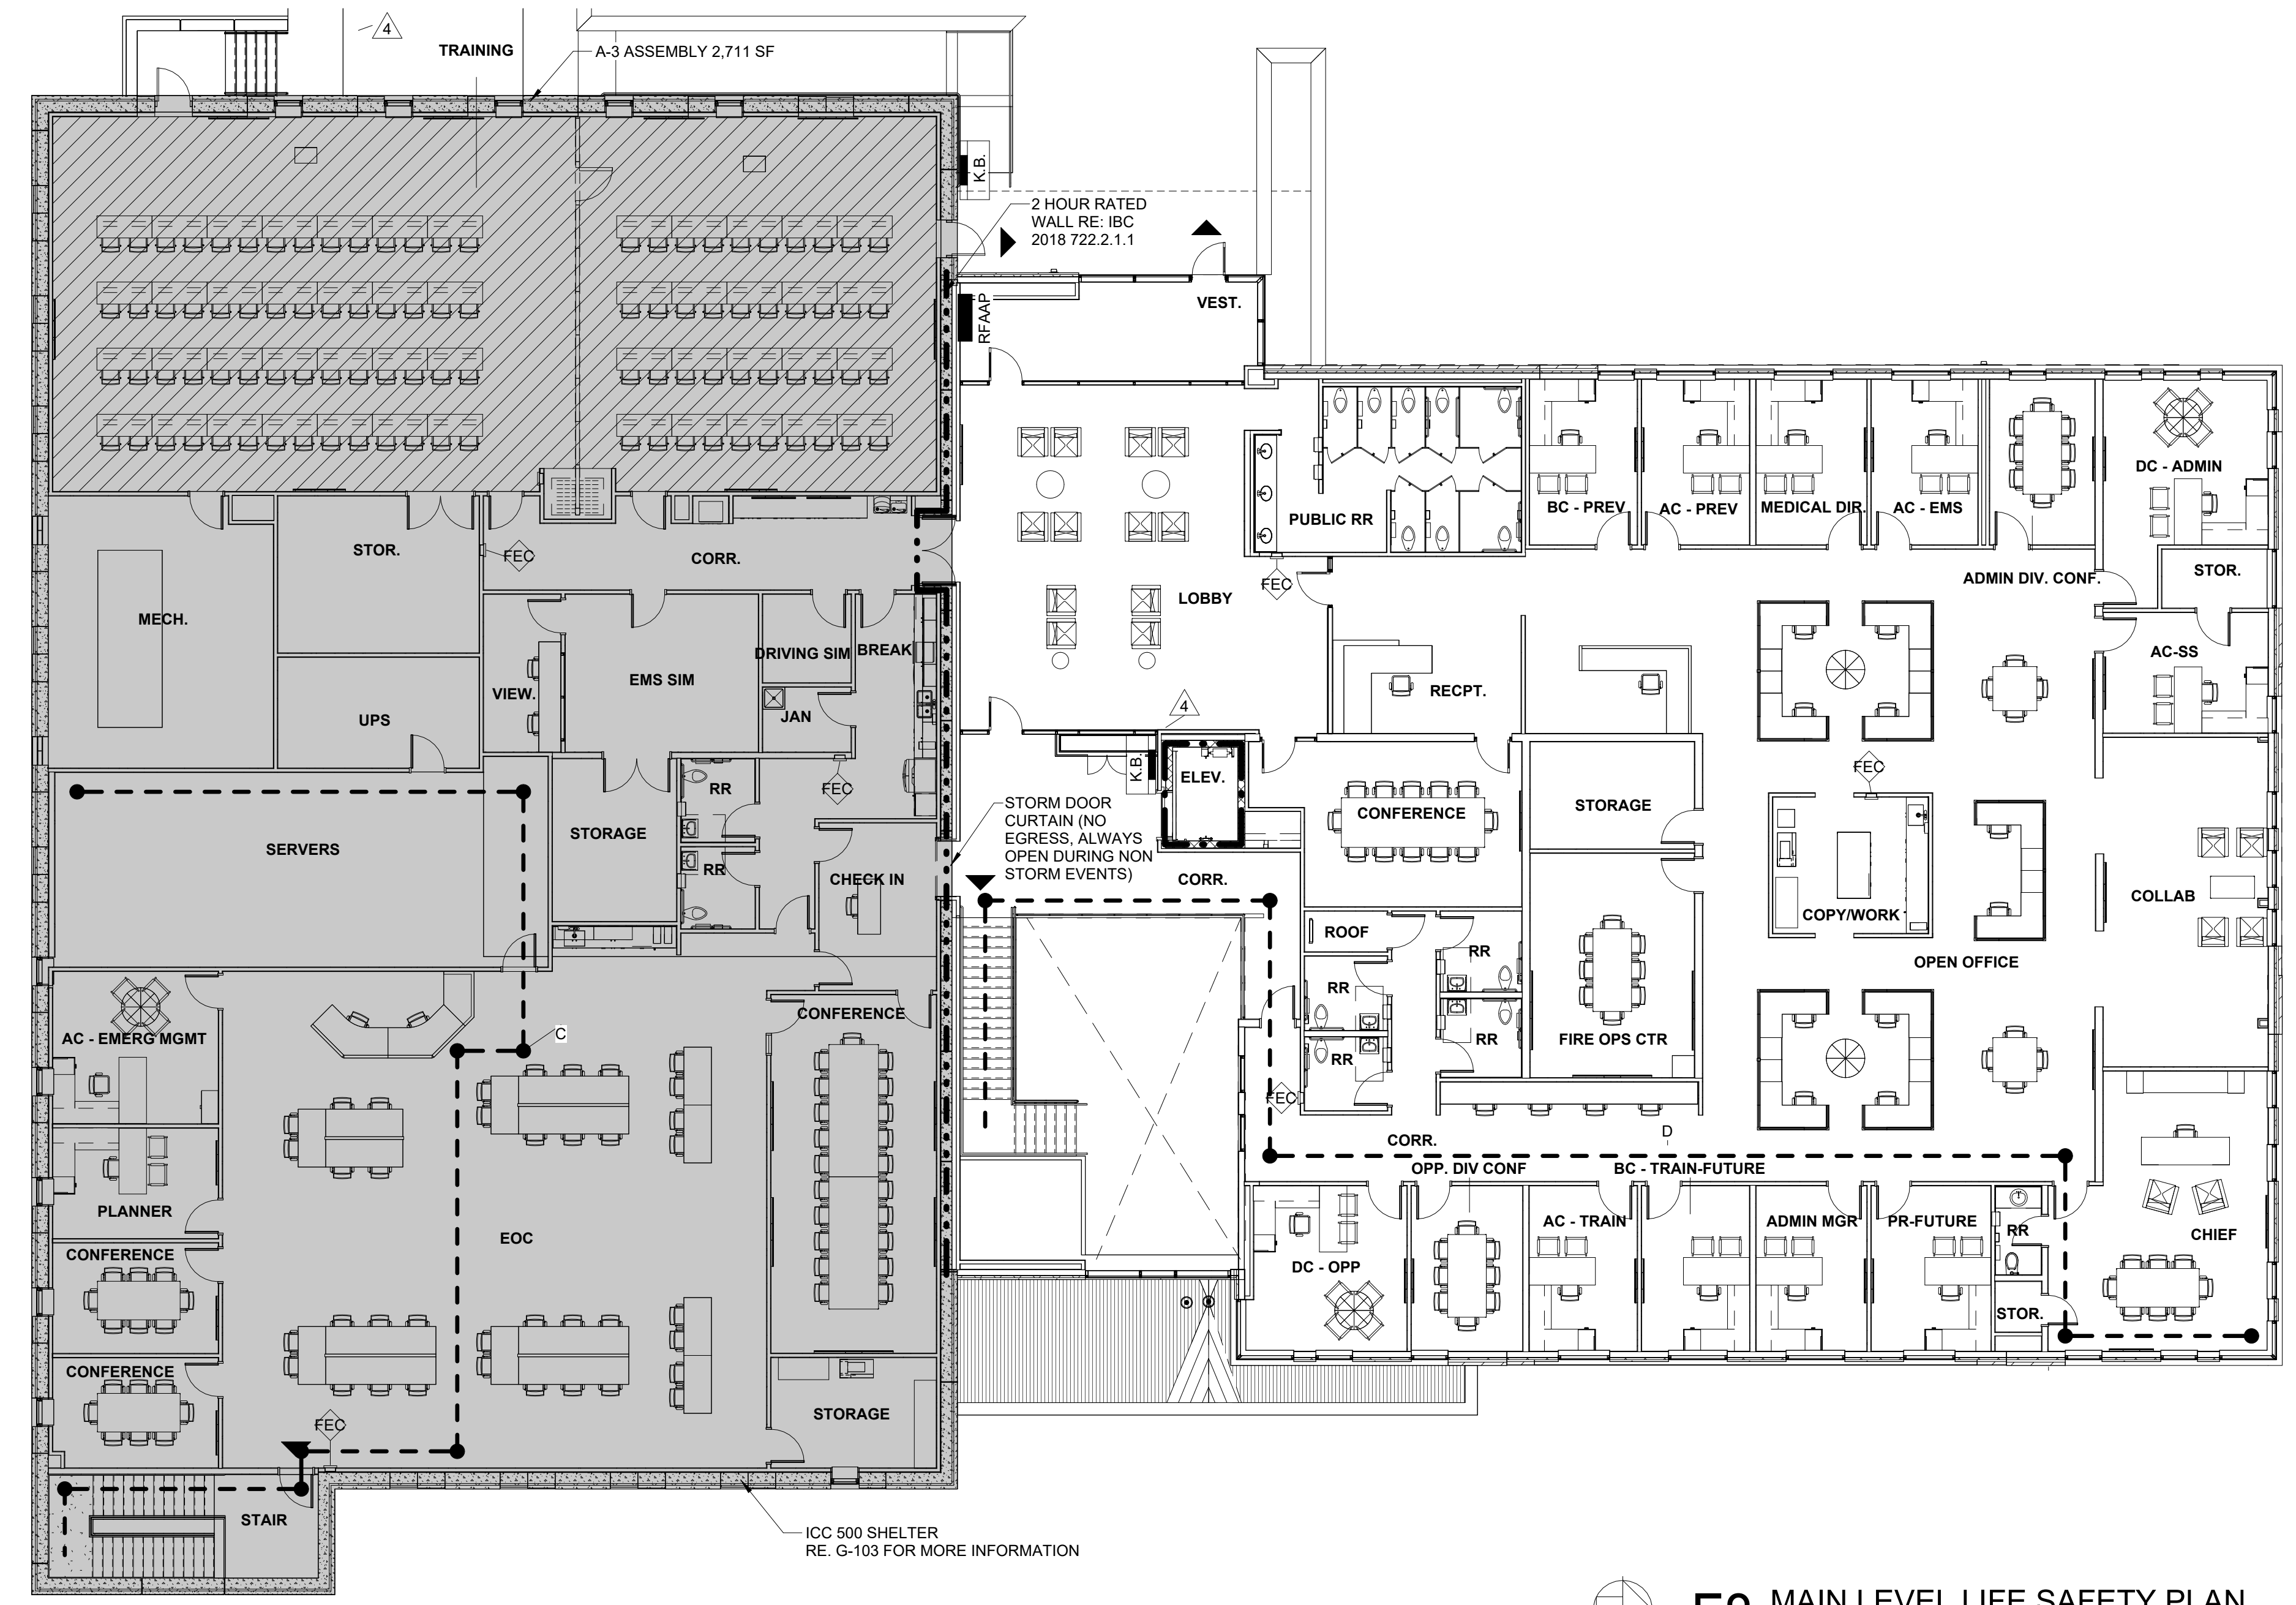 4
TRAINING
A-3 ASSEMBLY 2,711 SF
K.B.
2 HOUR RATED
WALL RE: IBC
2018 722.2.1.1
RFAAP
VEST.
DC - ADMIN
BC - PREV
AC - PREV
MEDICAL DIR.
AC - EMS
PUBLIC RR
STOR.
FEC
CORR.
ADMIN DIV. CONF.
STOR.
FEC
LOBBY
MECH.
DRIVING SIM
BREAK
AC-SS
EMS SIM
VIEW.
RECPT.
UPS
JAN
4
K.B.
ELEV.
FEC
FEC
RR
STORAGE
CONFERENCE
STORAGE
STORM DOOR
CURTAIN (NO
EGRESS, ALWAYS
OPEN DURING NON
STORM EVENTS)
SERVERS
RR
CHECK IN
CORR.
COLLAB
COPY/WORK
ROOF
RR
OPEN OFFICE
RR
CONFERENCE
AC - EMERG MGMT
C
RR
FIRE OPS CTR
RR
FEC
D
CORR.
OPP. DIV CONF
BC - TRAIN-FUTURE
PLANNER
AC - TRAIN
ADMIN MGR
PR-FUTURE
RR
CHIEF
EOC
CONFERENCE
DC - OPP
STOR.
CONFERENCE
STORAGE
FEC
STAIR
ICC 500 SHELTER
RE. G-103 FOR MORE INFORMATION
MAIN LEVEL LIFE SAFETY PLAN